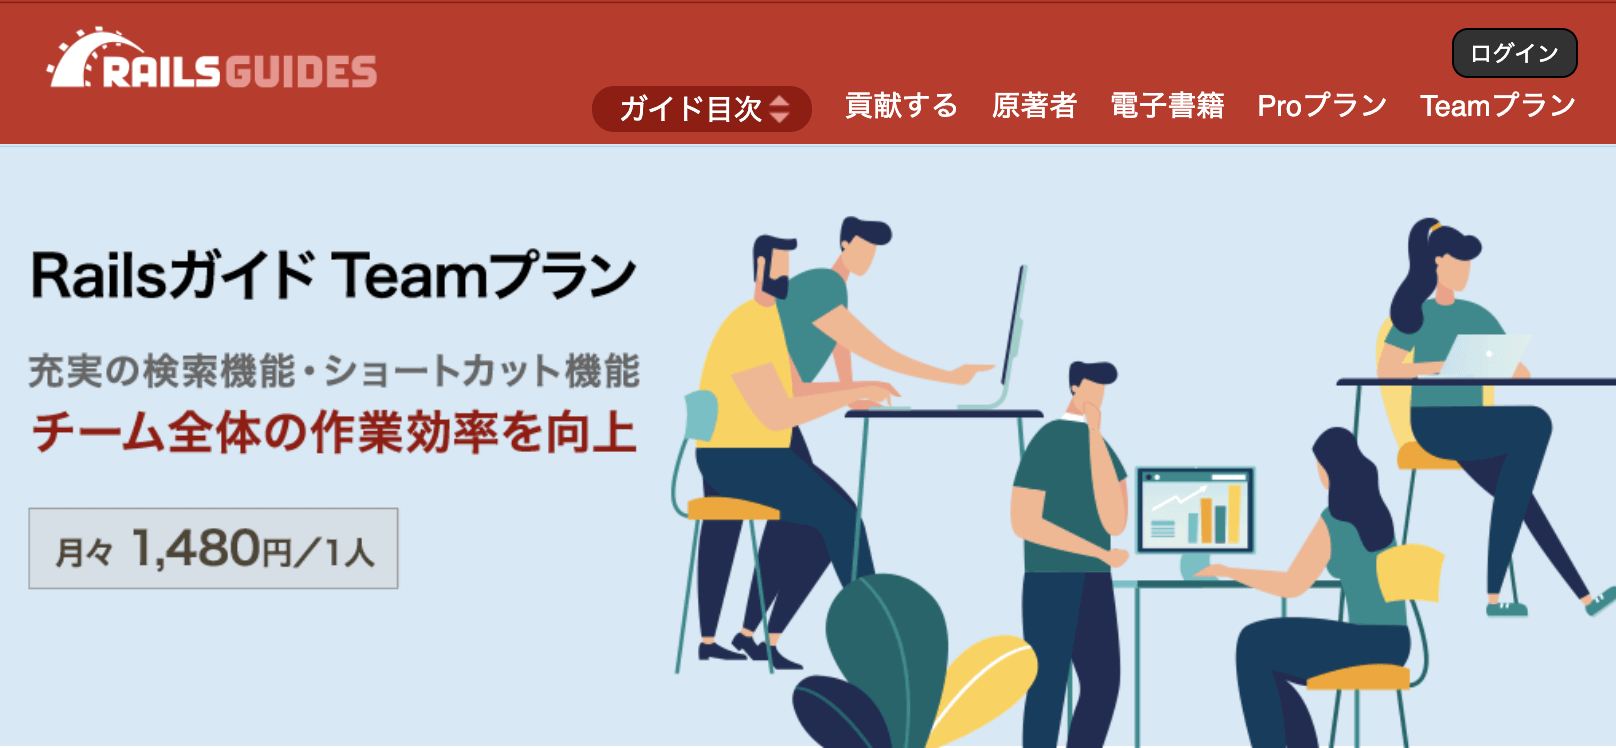 RAILSGUIDES
ログイン
ガイド目次 貢献する 原著者 電子書籍 Proプラン Teamプラン
Railsガイド Teamプラン
充実の検索機能・ショートカット機能
チーム全体の作業効率を向上
月々 1,480円／1人